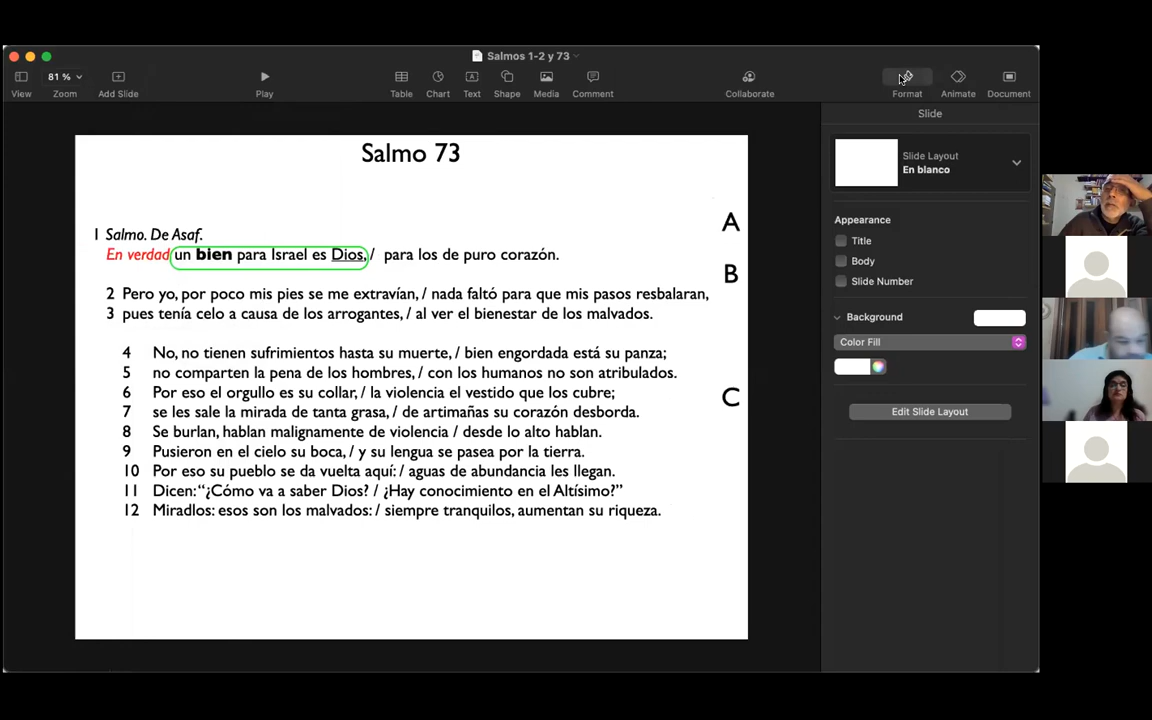 Salmos 1-2 y 73
81 %
View
Zoom
Add Slide
Play
Table
Chart
Text
Shape
Media
Comment
Collaborate
Format
Animate
Document
Salmo 73
1 Salmo. De Asaf.
En verdad un bien para Israel es Dios, / para los de puro corazón.
A
B
2 Pero yo, por poco mis pies se me extravían, / nada faltó para que mis pasos resbalaran,
3 pues tenía celo a causa de los arrogantes, / al ver el bienestar de los malvados.
4 No, no tienen sufrimientos hasta su muerte, / bien engordada está su panza;
5 no comparten la pena de los hombres, / con los humanos no son atribulados.
6 Por eso el orgullo es su collar, / la violencia el vestido que los cubre;
C
7 se les sale la mirada de tanta grasa, / de artimañas su corazón desborda.
8 Se burlan, hablan malignamente de violencia / desde lo alto hablan.
9 Pusieron en el cielo su boca, / y su lengua se pasea por la tierra.
10 Por eso su pueblo se da vuelta aquí: / aguas de abundancia les llegan.
11 Dicen: “¿Cómo va a saber Dios? / ¿Hay conocimiento en el Altísimo?”
12 Miradlos: esos son los malvados: / siempre tranquilos, aumentan su riqueza.
Slide
Slide Layout
En blanco
Appearance
Title
Body
Slide Number
Background
Color Fill
Edit Slide Layout